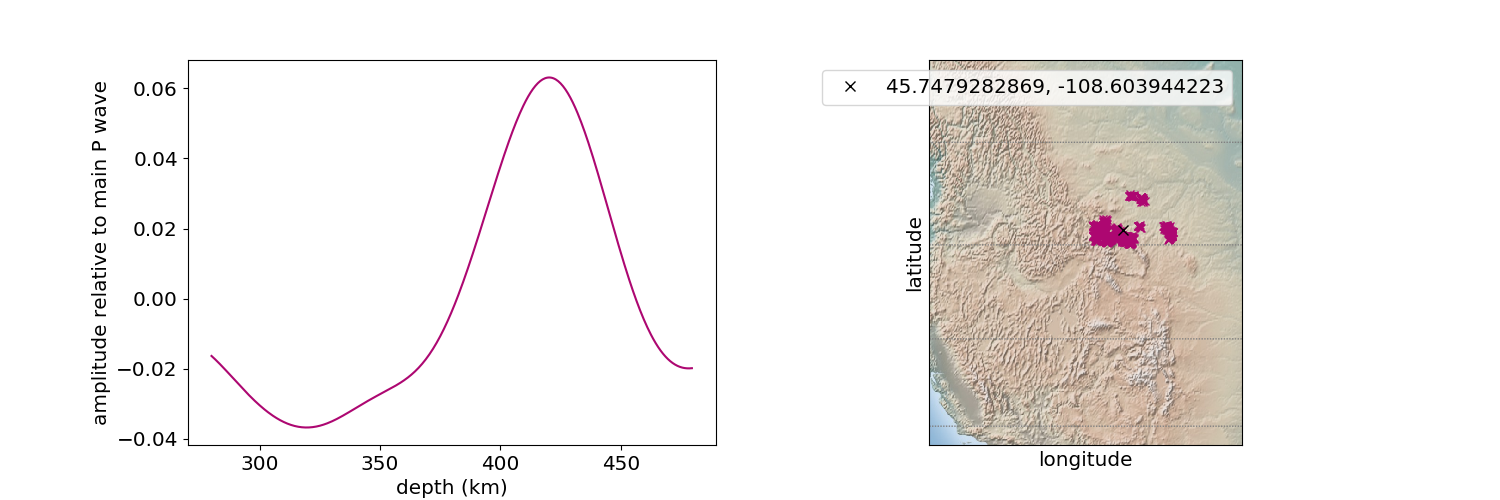 amplitude relative to main P wave
0.06
0.04
0.02
0.00
−0.02
−0.04
300 350 400 450
depth (km)
45.7479282869, -108.603944223
latitude
longitude